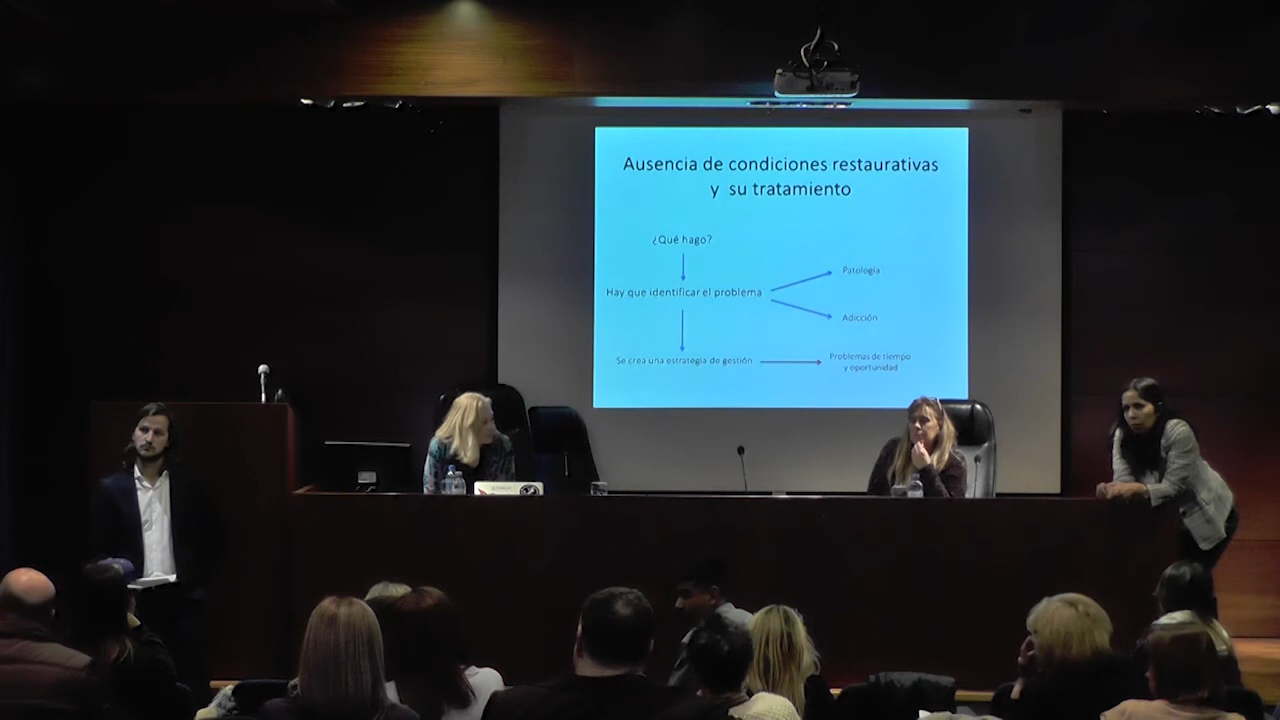 Ausencia de condiciones restaurativas
y su tratamiento
¿Qué hago?
Hay que identificar el problema
Patología
Adicción
Se crea una estrategia de gestión
Problemas de tiempo
y oportunidad